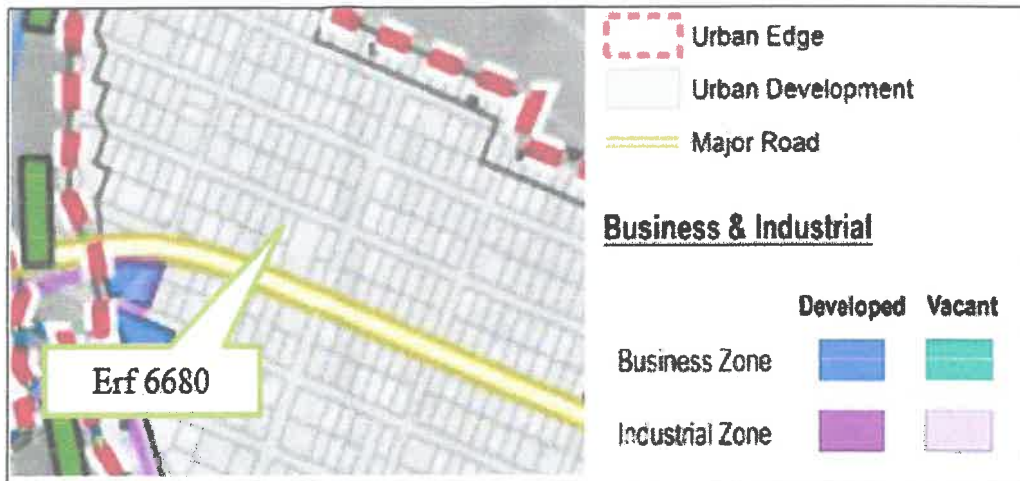 Urban Edge
Urban Development
Major Road
Business & Industrial
Developed Vacant
Business Zone
Industrial Zone
Erf 6680